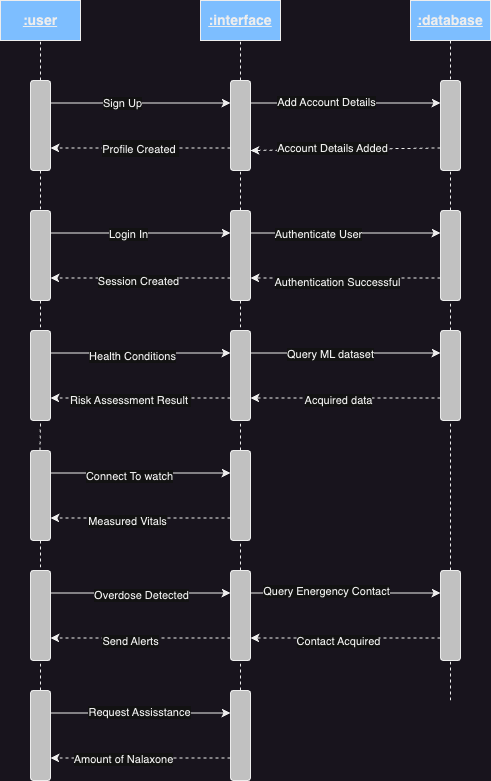 :user
:interface
:database
Sign Up
Add Account Details
Profile Created
Account Details Added
Login In
Authenticate User
Session Created
Authentication Successful
Health Conditions
Query ML dataset
Risk Assessment Result
Acquired data
Connect To watch
Measured Vitals
Overdose Detected
Query Energency Contact
Send Alerts
Contact Acquired
Request Assisstance
Amount of Nalaxone